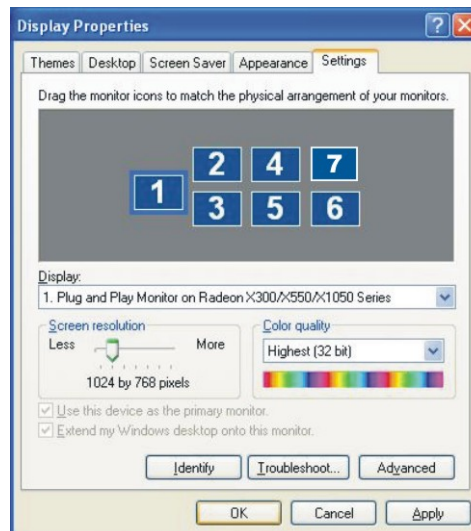 Display Properties
Themes Desktop Screen Saver Appearance Settings
Drag the monitor icons to match the physical arrangement of your monitors.
2 4 7
1
3 5 6
Display:
1. Plug and Play Monitor on Radeon X300/X550/X1050 Series
Screen resolution
Less More
1024 by 768 pixels
Color quality
Highest (32 bit)
Use this device as the primary monitor.
Extend my Windows desktop onto this monitor.
Identify Troubleshoot... Advanced
OK Cancel Apply